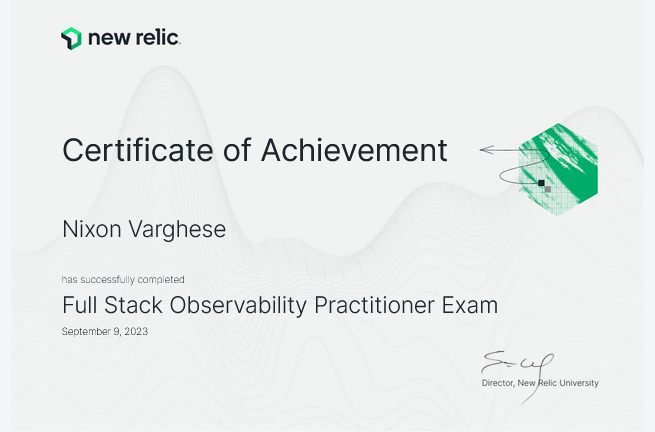 new relic.
Certificate of Achievement
Nixon Varghese
has successfully completed
Full Stack Observability Practitioner Exam
September 9, 2023
Director, New Relic University